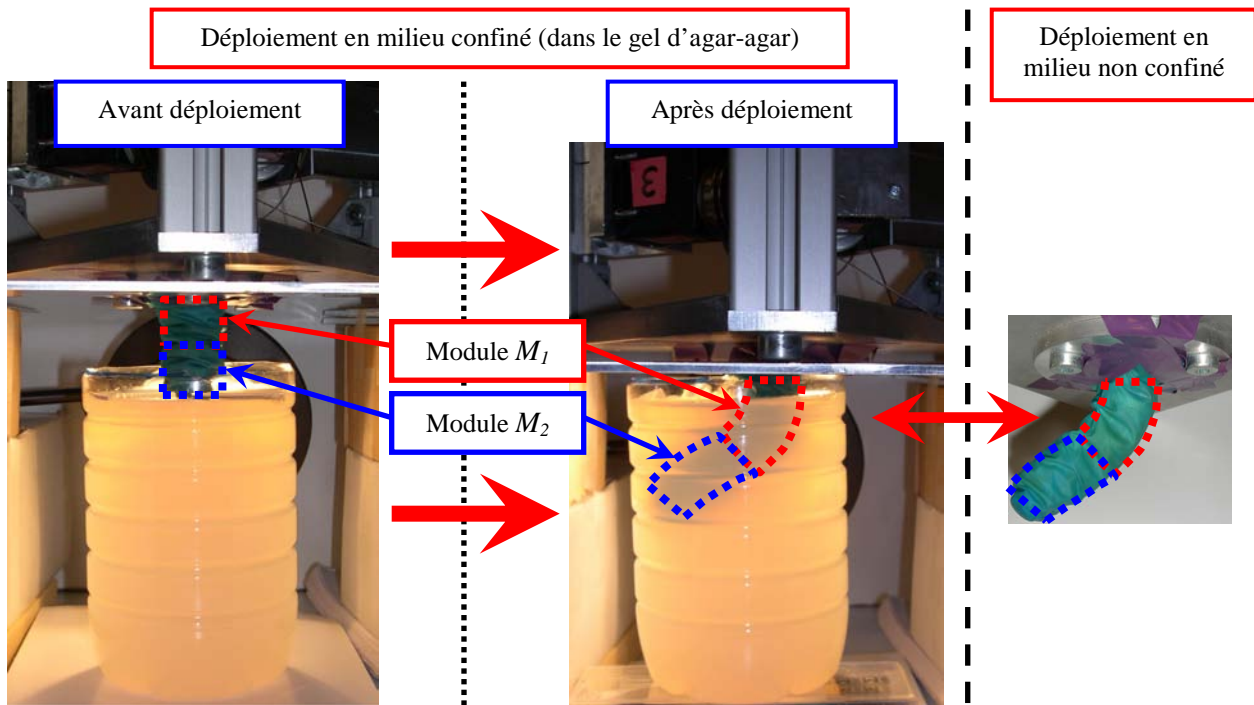 Déploiement en milieu confiné (dans le gel d’agar-agar)
Déploiement en
milieu non confiné
Avant déploiement
Après déploiement
3
Module M1
Module M2